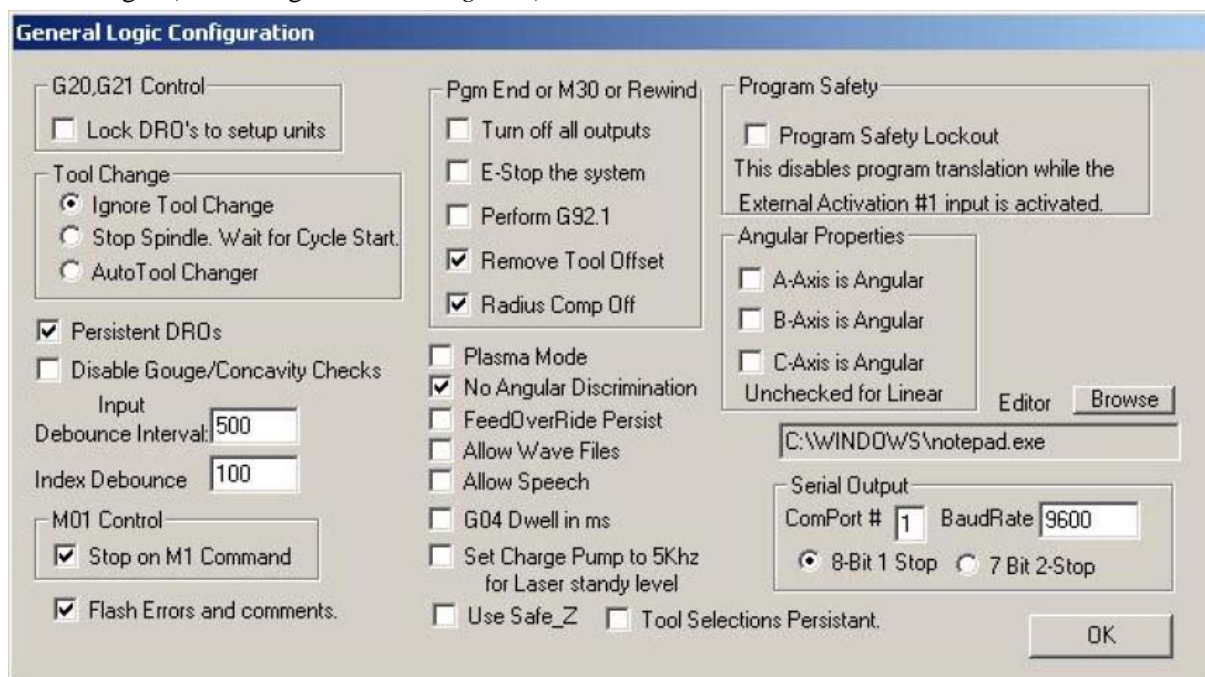 General Logic Configuration
G20,G21 Control
Lock DRO's to setup units
Tool Change
Ignore Tool Change
Stop Spindle. Wait for Cycle Start.
AutoTool Changer
Persistent DROs
Disable Gouge/Concavity Checks
Input
Debounce Interval: 500
Index Debounce 100
M01 Control
Stop on M1 Command
Flash Errors and comments.
Pgm End or M30 or Rewind
Turn off all outputs
E-Stop the system
Perform G92.1
Remove Tool Offset
Radius Comp Off
Plasma Mode
No Angular Discrimination
FeedOverRide Persist
Allow Wave Files
Allow Speech
G04 Dwell in ms
Set Charge Pump to 5Khz
for Laser standy level
Use Safe_Z
Tool Selections Persistant.
Program Safety
Program Safety Lockout
This disables program translation while the
External Activation #1 input is activated.
Angular Properties
A-Axis is Angular
B-Axis is Angular
C-Axis is Angular
Unchecked for Linear
Editor Browse
C:\WINDOWS\notepad.exe
Serial Output
ComPort # 1 BaudRate 9600
8-Bit 1 Stop 7 Bit 2-Stop
OK